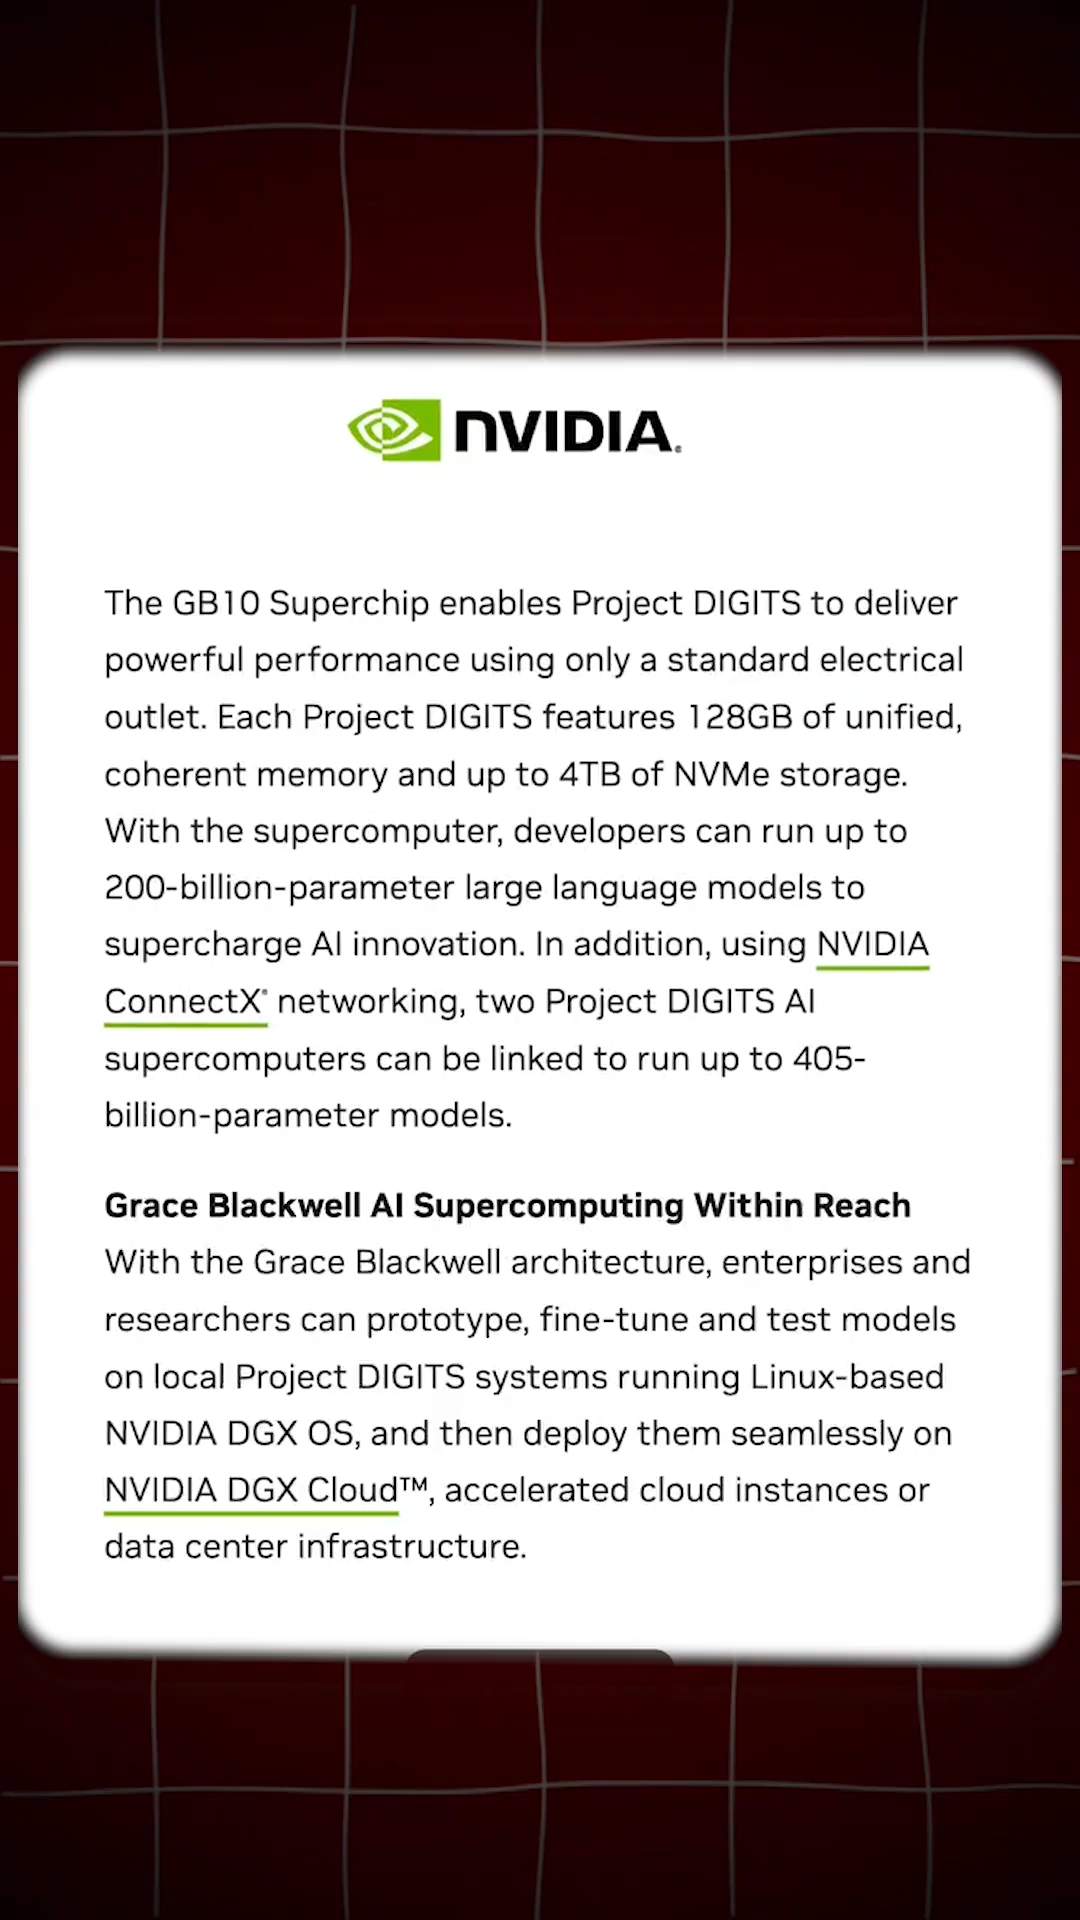 NVIDIA.
The GB10 Superchip enables Project DIGITS to deliver
powerful performance using only a standard electrical
outlet. Each Project DIGITS features 128GB of unified,
coherent memory and up to 4TB of NVMe storage.
With the supercomputer, developers can run up to
200-billion-parameter large language models to
supercharge AI innovation. In addition, using NVIDIA
ConnectX® networking, two Project DIGITS AI
supercomputers can be linked to run up to 405-
billion-parameter models.
Grace Blackwell AI Supercomputing Within Reach
With the Grace Blackwell architecture, enterprises and
researchers can prototype, fine-tune and test models
on local Project DIGITS systems running Linux-based
NVIDIA DGX OS, and then deploy them seamlessly on
NVIDIA DGX Cloud™, accelerated cloud instances or
data center infrastructure.